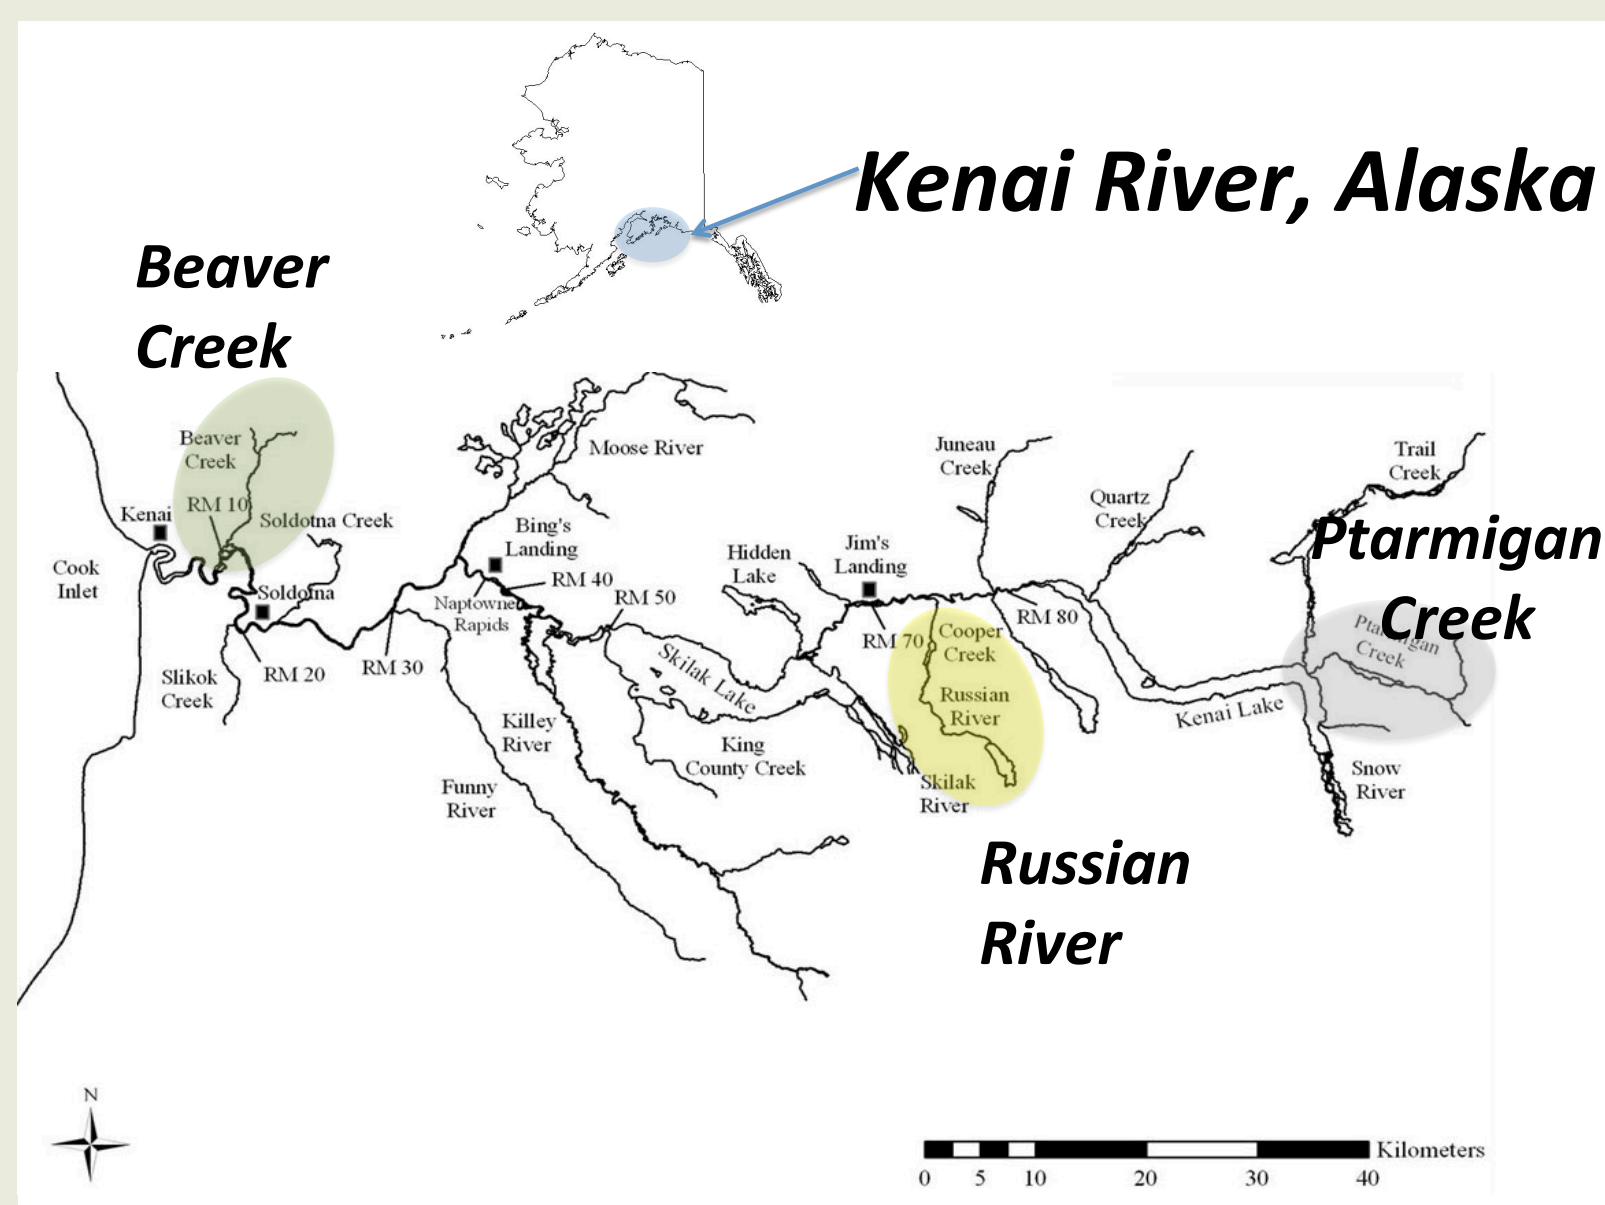 Kenai River, Alaska
Beaver
Creek
Beaver
Creek
RM 10
Kenai
Soldotna Creek
Cook
Inlet
Soldotna
Slikok
Creek
RM 20
RM 30
Moose River
Bing's
Landing
RM 40
Naptowne
Rapids
RM 50
Skilak Lake
Killey
River
Funny
River
King
County Creek
Hidden
Lake
Jim's
Landing
RM 70
Juneau
Creek
Quartz
Creek
RM 80
Cooper
Creek
Russian
River
Skilak
River
Russian
River
Kenai Lake
Trail
Creek
Ptarmigan
Creek
Ptarmigan
Creek
Snow
River
N
Kilometers
0 5 10 20 30 40